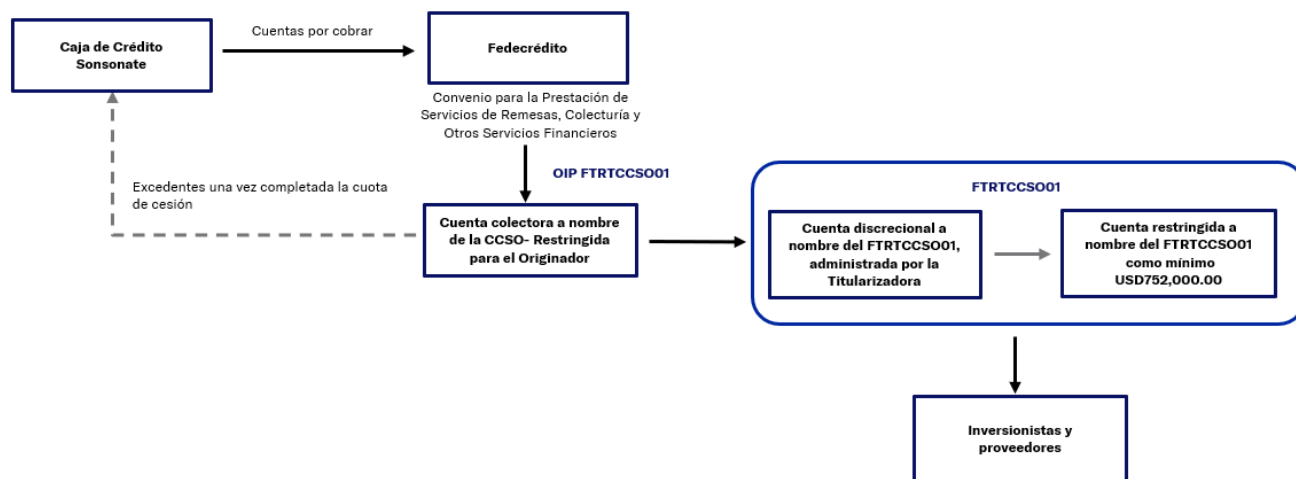 Caja de Crédito
Sonsonate
Cuentas por cobrar
Fedecrédito
Convenio para la Prestación de
Servicios de Remesas, Colecturía y
Otros Servicios Financieros
OIP FTRTCCSO01
Excedentes una vez completada la cuota
de cesión
Cuenta colectora a nombre
de la CCSO- Restringida
para el Originador
FTRTCCSO01
Cuenta discrecional a
nombre del FTRTCCSO01,
administrada por la
Titularizadora
Cuenta restringida a
nombre del FTRTCCSO01
como mínimo
USD752,000.00
Inversionistas y
proveedores